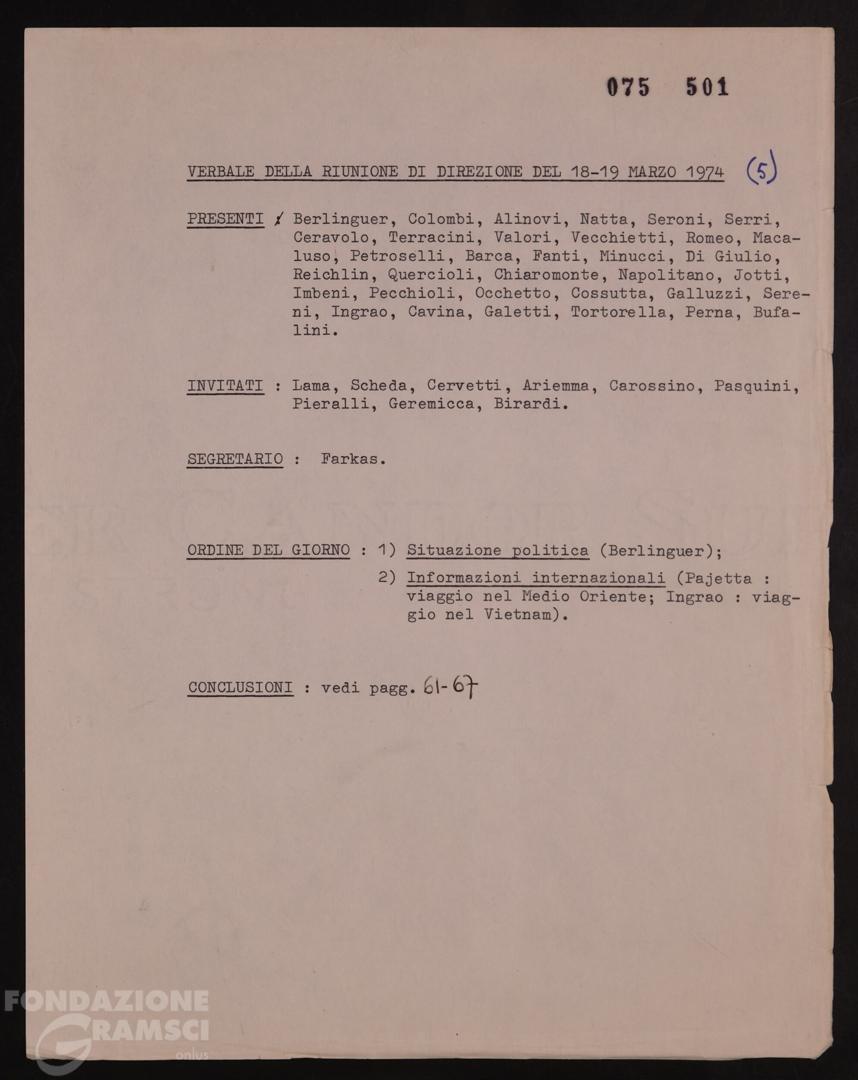 075 501
VERBALE DELLA RIUNIONE DI DIREZIONE DEL 18-19 MARZO 1974 (5)
PRESENTI / Berlinguer, Colombi, Alinovi, Natta, Seroni, Serri,
Ceravolo, Terracini, Valori, Vecchietti, Romeo, Maca-
luso, Petroselli, Barca, Fanti, Minucci, Di Giulio,
Reichlin, Quercioli, Chiaromonte, Napolitano, Jotti,
Imbeni, Pecchioli, Occhetto, Cossutta, Galluzzi, Sere-
ni, Ingrao, Cavina, Galetti, Tortorella, Perna, Bufa-
lini.
INVITATI : Lama, Scheda, Cervetti, Ariemma, Carossino, Pasquini,
Pieralli, Geremicca, Birardi.
SEGRETARIO : Farkas.
ORDINE DEL GIORNO : 1) Situazione politica (Berlinguer);
2) Informazioni internazionali (Pajetta :
viaggio nel Medio Oriente; Ingrao : viag-
gio nel Vietnam).
CONCLUSIONI : vedi pagg. 61-67
FONDAZIONE
GRAMSCI
onlus